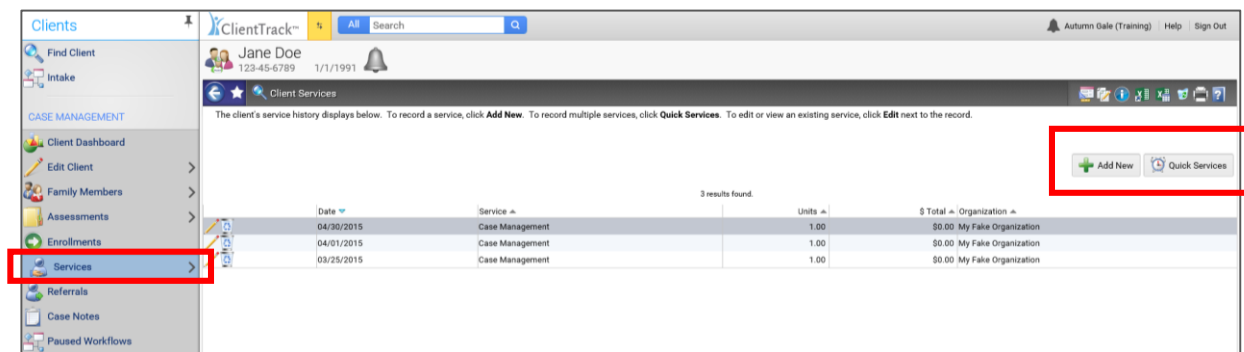 Clients
ClientTrack™ All Search Autumn Gale (Training) Help Sign Out
Find Client
Intake
Jane Doe
123-45-6789 1/1/1991
Client Services
CASE MANAGEMENT
The client's service history displays below. To record a service, click Add New. To record multiple services, click Quick Services. To edit or view an existing service, click Edit next to the record.
Client Dashboard
Edit Client
Family Members
Assessments
Enrollments
Services
Referrals
Case Notes
Paused Workflows
Add New Quick Services
3 results found.
Date Service Units $ Total Organization
04/30/2015 Case Management 1.00 $0.00 My Fake Organization
04/01/2015 Case Management 1.00 $0.00 My Fake Organization
03/25/2015 Case Management 1.00 $0.00 My Fake Organization